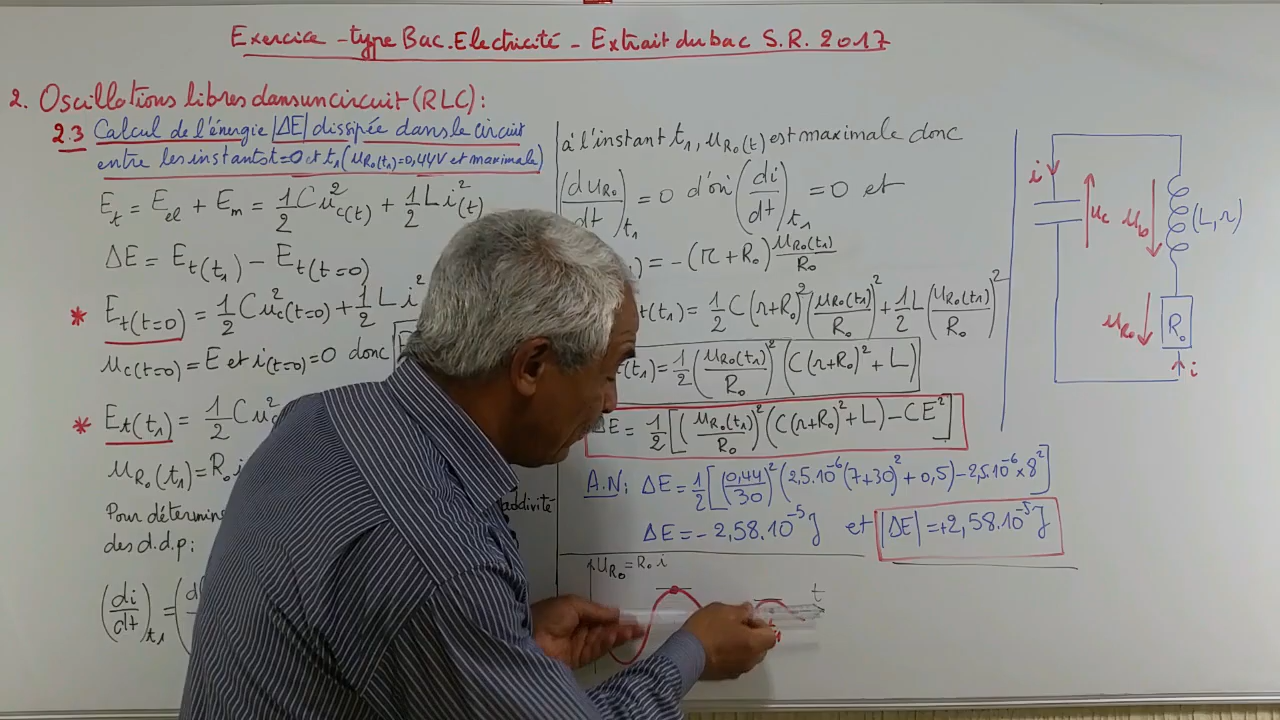 Exercice - type Bac. Electricité - Extrait du bac S.R. 2017
2. Oscillations libres dans un circuit (RLC):
2.3 Calcul de l'énergie |ΔE| dissipée dans le circuit
entre les instants t=0 et t₁ (u_R₀(t₁)=0,44V et maximale)
E_t = E_el + E_m = 1/2 C u²_c(t) + 1/2 L i²(t)
ΔE = E_t(t₁) - E_t(t=0)
* E_t(t=0) = 1/2 C u_c²(t=0) + 1/2 L i²
u_c(t=0) = E et i(t=0) = 0 donc
* E_t(t₁) = 1/2 C u_c²
u_R₀(t₁) = R₀ i
Pour détermine
additivité
des d.d.p:
(di/dt)_t₁ = (
à l'instant t₁, u_R₀(t) est maximale donc
(du_R₀/dt)_t₁ = 0 d'où (di/dt)_t₁ = 0 et
) = -(r+R₀) u_R₀(t₁)/R₀
(t₁) = 1/2 C (r+R₀)² (u_R₀(t₁)/R₀)² + 1/2 L (u_R₀(t₁)/R₀)²
(t₁) = 1/2 (u_R₀(t₁)/R₀)² (C(r+R₀)² + L)
ΔE = 1/2 [(u_R₀(t₁)/R₀)² (C(r+R₀)² + L) - CE²]
A.N: ΔE = 1/2 [(0,44/30)² (2,5.10⁻⁶ (7+30)² + 0,5) - 2,5.10⁻⁶ × 8²]
ΔE = - 2,58.10⁻⁵ J et |ΔE| = +2,58.10⁻⁵ J
u_R₀ = R₀ i
t
t₁
i
u_c
u_b
(L, r)
u_R₀
R₀
i